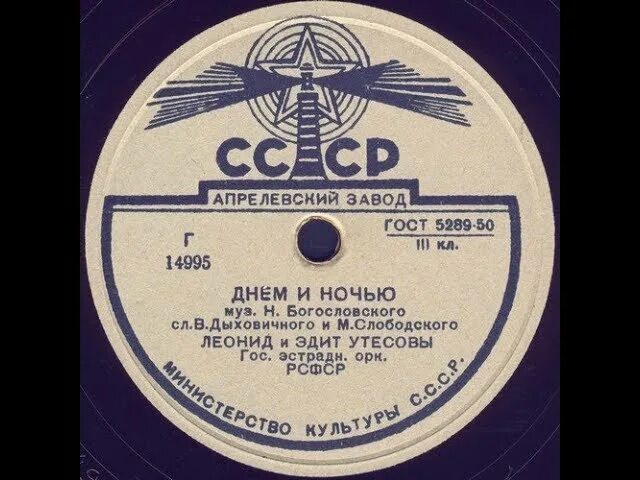 СССР
АПРЕЛЕВСКИЙ ЗАВОД
Г
14995
ГОСТ 5289-50
III кл.
ДНЕМ И НОЧЬЮ
муз. Н. Богословского
сл.В.Дыховичного и М.Слободского
ЛЕОНИД и ЭДИТ УТЕСОВЫ
Гос. эстрадн. орк.
РСФСР
МИНИСТЕРСТВО КУЛЬТУРЫ С.С.С.Р.